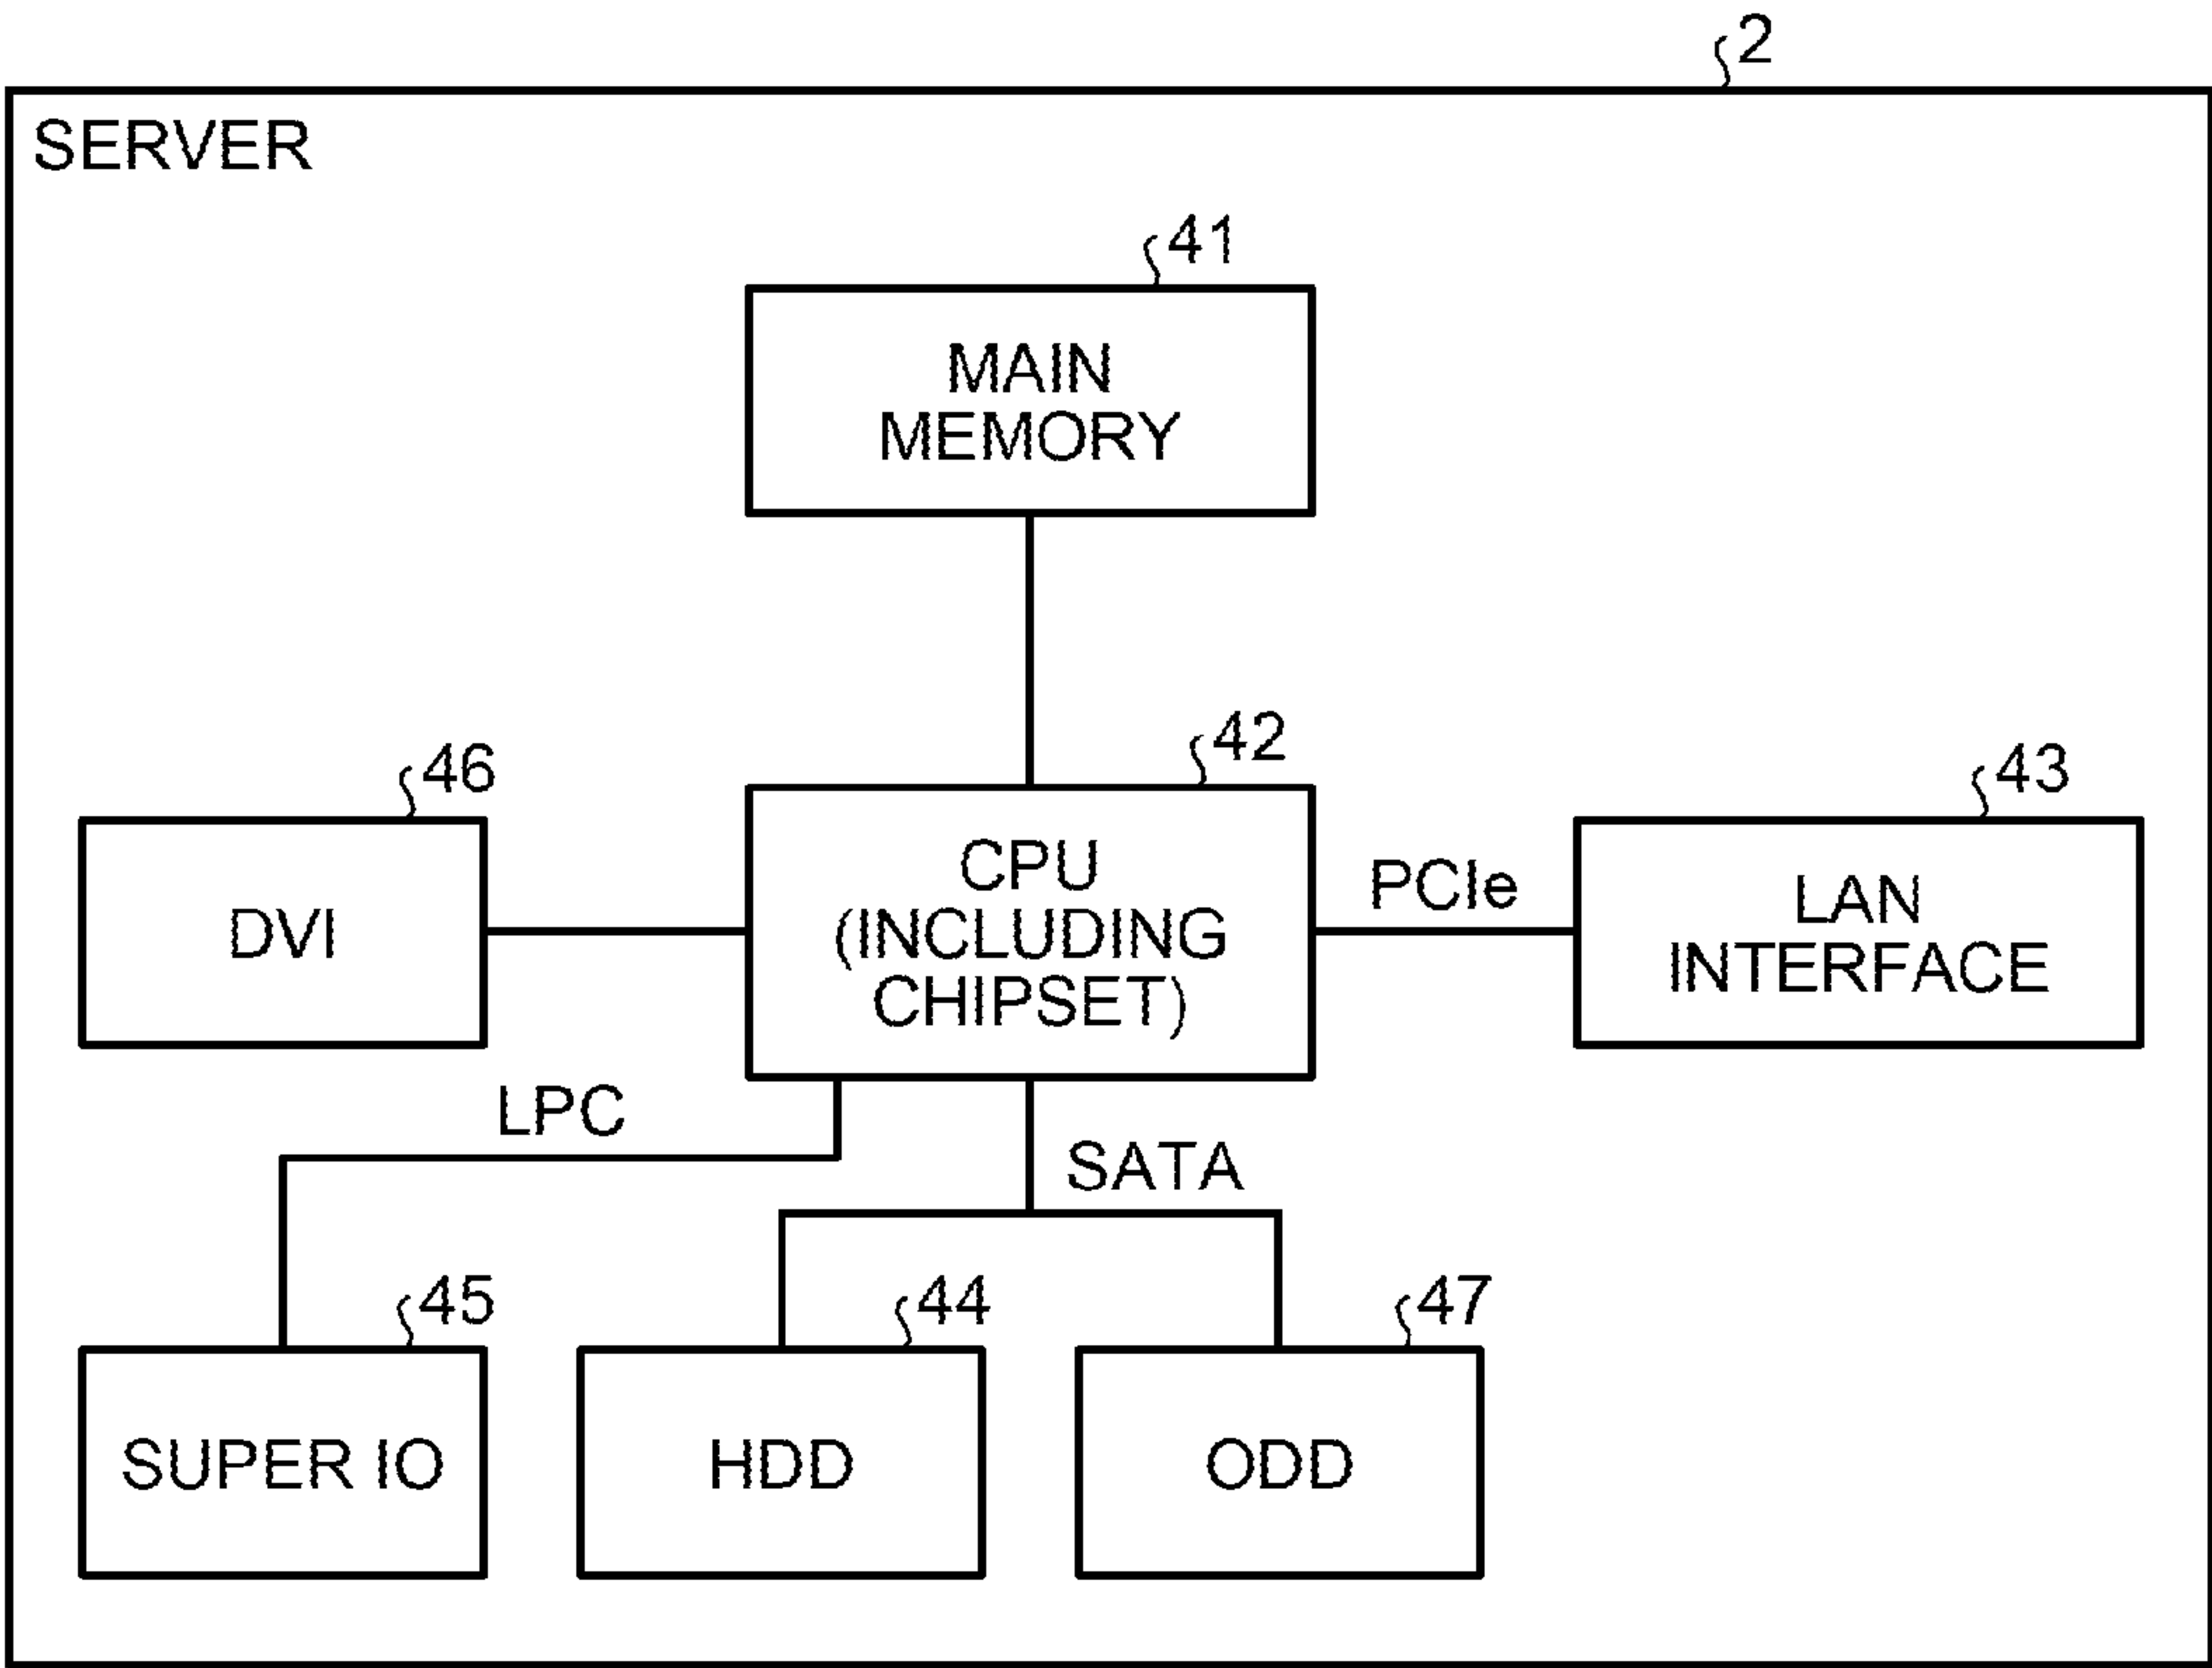 2
SERVER
41
MAIN
MEMORY
42
46
43
CPU
(INCLUDING
CHIPSET)
DVI
PCIe
LAN
INTERFACE
LPC
SATA
45
44
47
SUPER IO
HDD
ODD